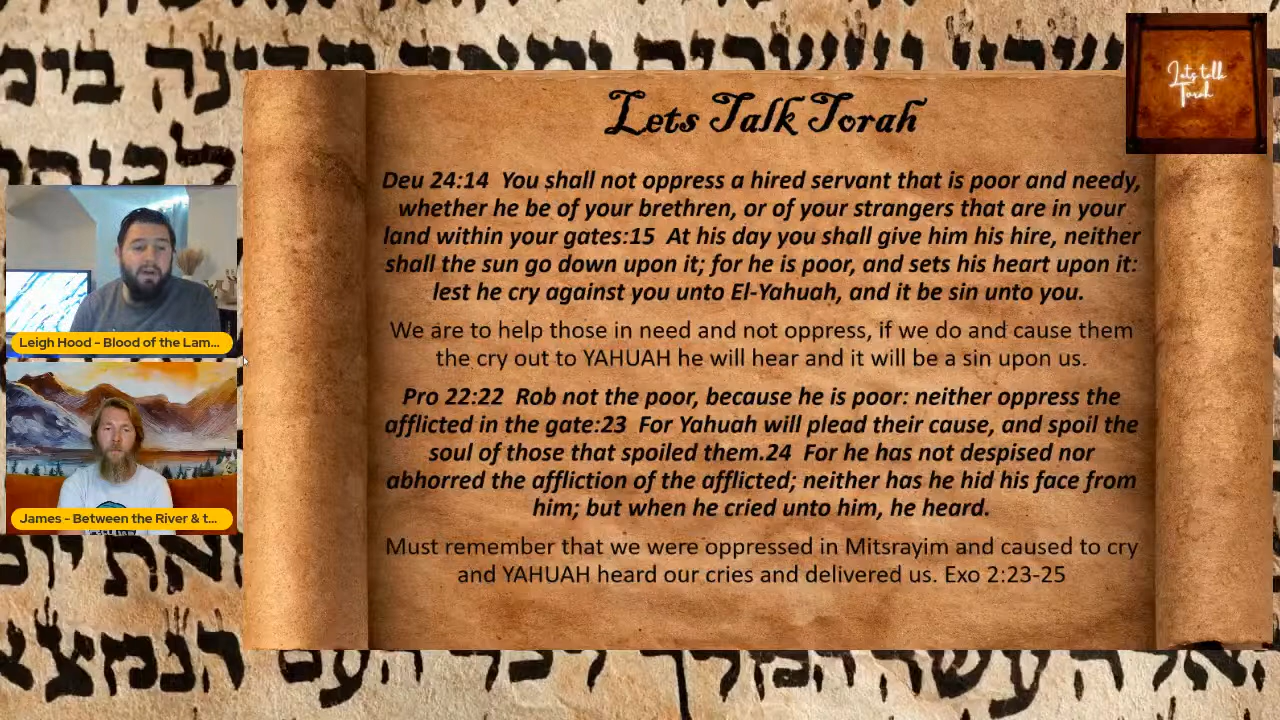 Lets Talk Torah
Lets talk
Torah
Deu 24:14  You shall not oppress a hired servant that is poor and needy,
whether he be of your brethren, or of your strangers that are in your
land within your gates:15  At his day you shall give him his hire, neither
shall the sun go down upon it; for he is poor, and sets his heart upon it:
lest he cry against you unto El-Yahuah, and it be sin unto you.
We are to help those in need and not oppress, if we do and cause them
the cry out to YAHUAH he will hear and it will be a sin upon us.
Pro 22:22  Rob not the poor, because he is poor: neither oppress the
afflicted in the gate:23  For Yahuah will plead their cause, and spoil the
soul of those that spoiled them.24  For he has not despised nor
abhorred the affliction of the afflicted; neither has he hid his face from
him; but when he cried unto him, he heard.
Must remember that we were oppressed in Mitsrayim and caused to cry
and YAHUAH heard our cries and delivered us. Exo 2:23-25
Leigh Hood - Blood of the Lam...
James - Between the River & t...